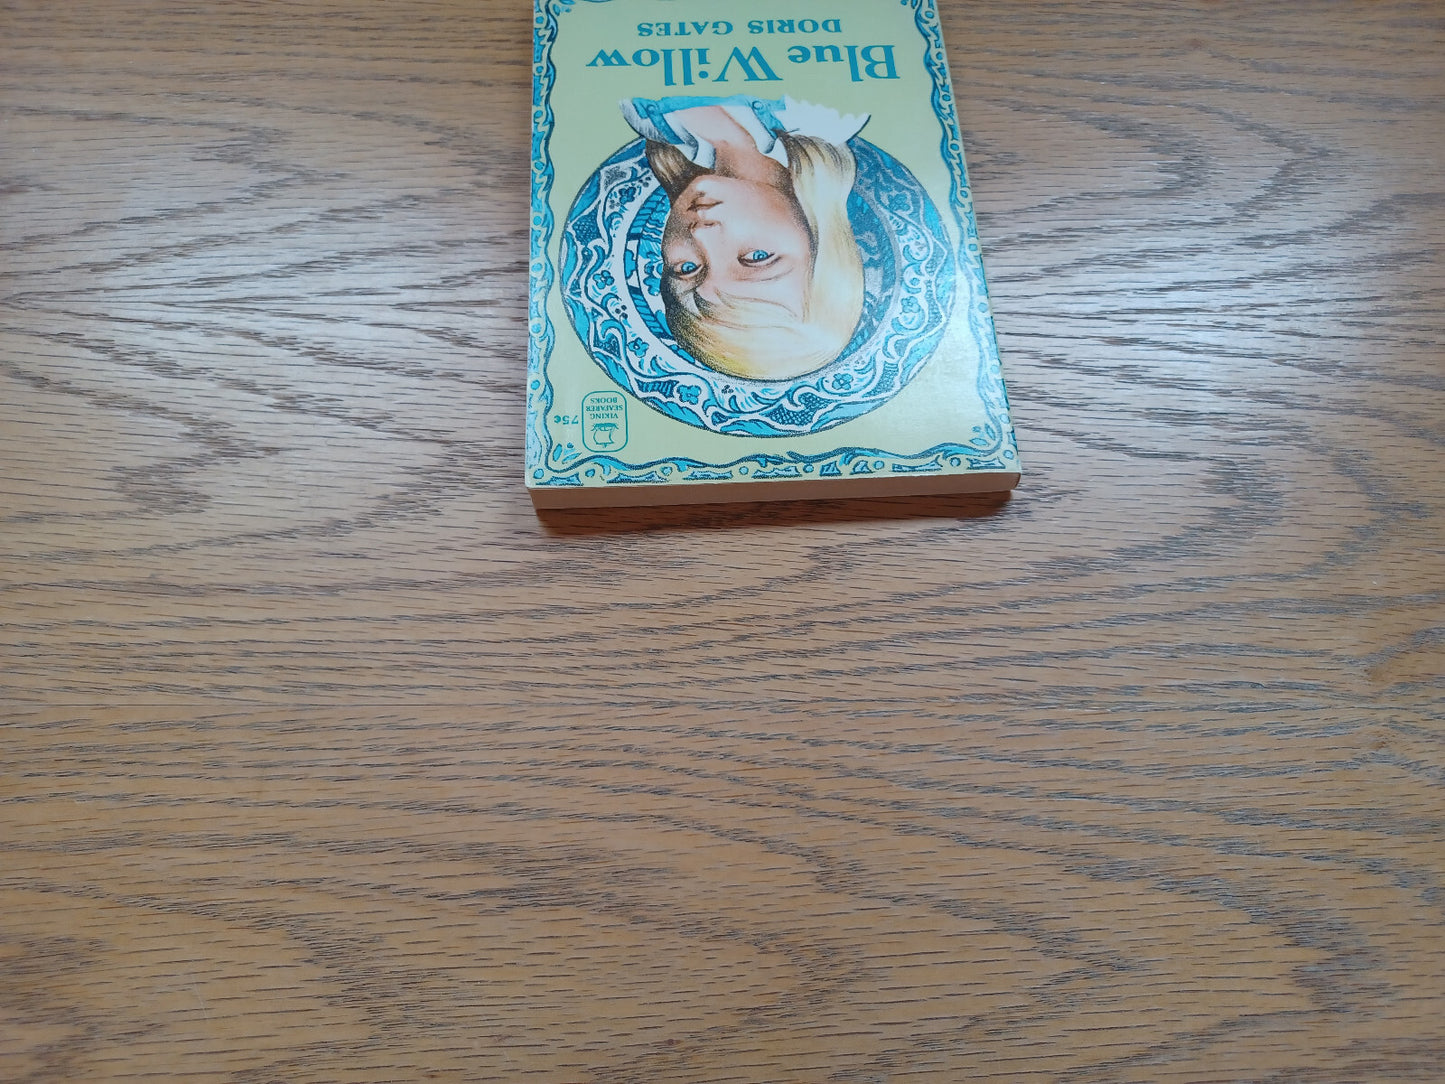 Blue Willow
DORIS GATES
75¢
VIKING
SEAFARER
BOOKS